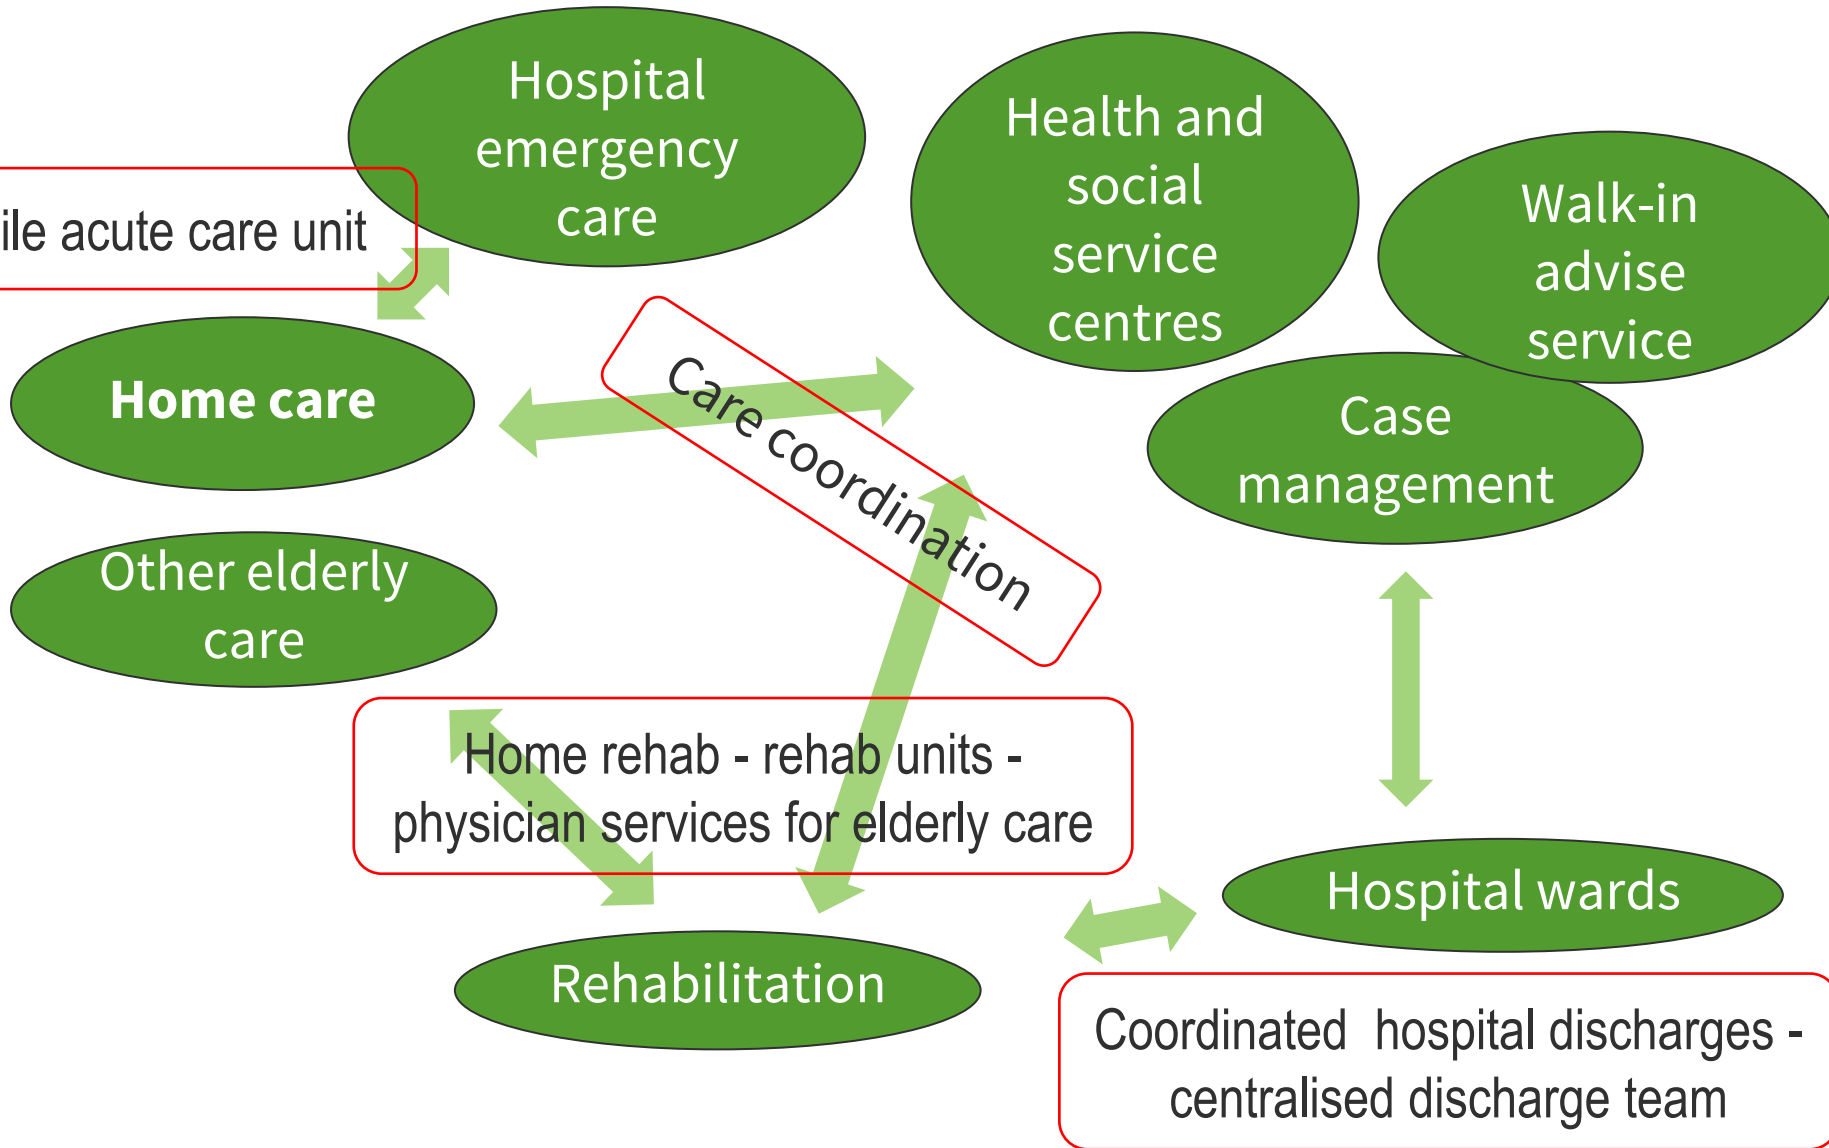 Hospital
emergency
care
Health and
social
service
centres
Walk-in
advise
service
acute care unit
Home care
Care coordination
Case
management
Other elderly
care
Home rehab - rehab units -
physician services for elderly care
Hospital wards
Rehabilitation
Coordinated hospital discharges -
centralised discharge team